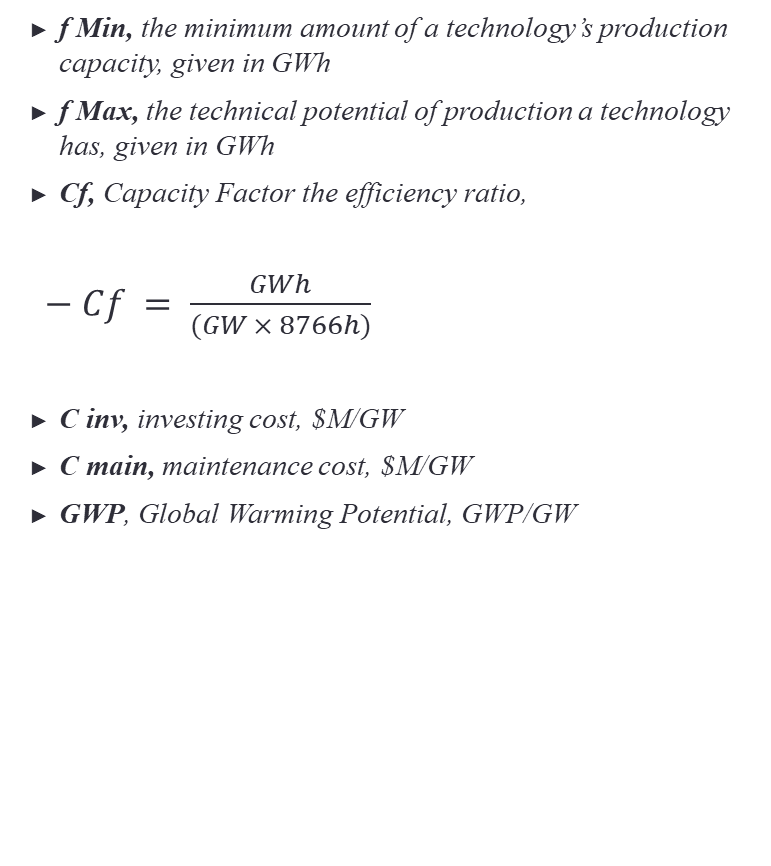 ► f Min, the minimum amount of a technology’s production
capacity, given in GWh
► f Max, the technical potential of production a technology
has, given in GWh
► Cf, Capacity Factor the efficiency ratio,
− Cf = GWh / (GW × 8766h)
► C inv, investing cost, $M/GW
► C main, maintenance cost, $M/GW
► GWP, Global Warming Potential, GWP/GW